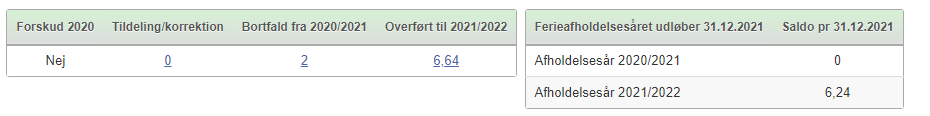 Forskud 2020 Tildeling/korrektion Bortfald fra 2020/2021 Overført til 2021/2022
Nej 0 2 6,64
Ferieafholdelsesåret udløber 31.12.2021 Saldo pr 31.12.2021
Afholdelsesår 2020/2021 0
Afholdelsesår 2021/2022 6,24